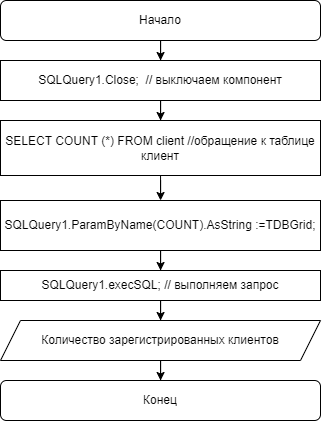 Начало
SQLQuery1.Close;  // выключаем компонент
SELECT COUNT (*) FROM client //обращение к таблице
клиент
SQLQuery1.ParamByName(COUNT).AsString :=TDBGrid;
SQLQuery1.execSQL; // выполняем запрос
Количество зарегистрированных клиентов
Конец